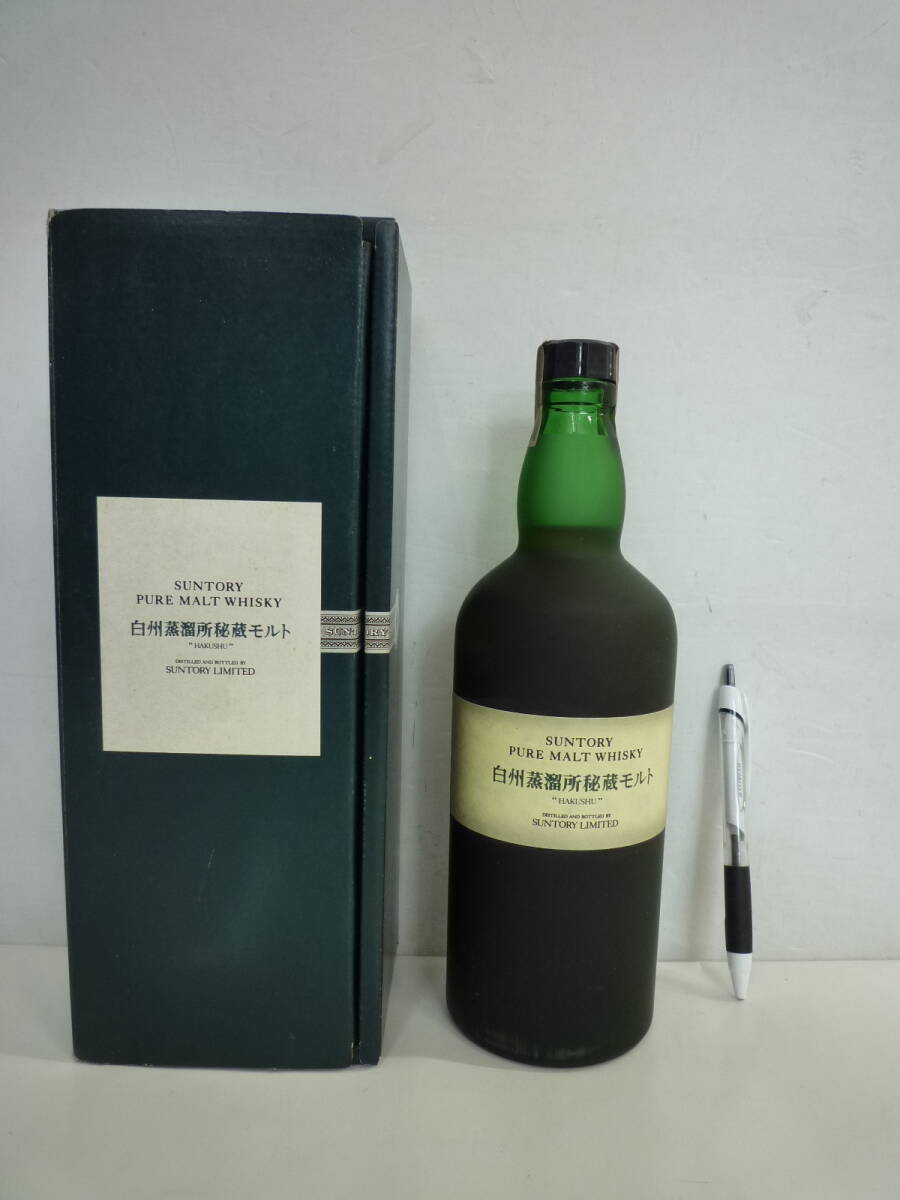 SUNTORY
PURE MALT WHISKY
白州蒸溜所秘蔵モルト
"HAKUSHU"
DISTILLED AND BOTTLED BY
SUNTORY LIMITED
SUNTORY
SUNTORY
PURE MALT WHISKY
白州蒸溜所秘蔵モルト
"HAKUSHU"
DISTILLED AND BOTTLED BY
SUNTORY LIMITED